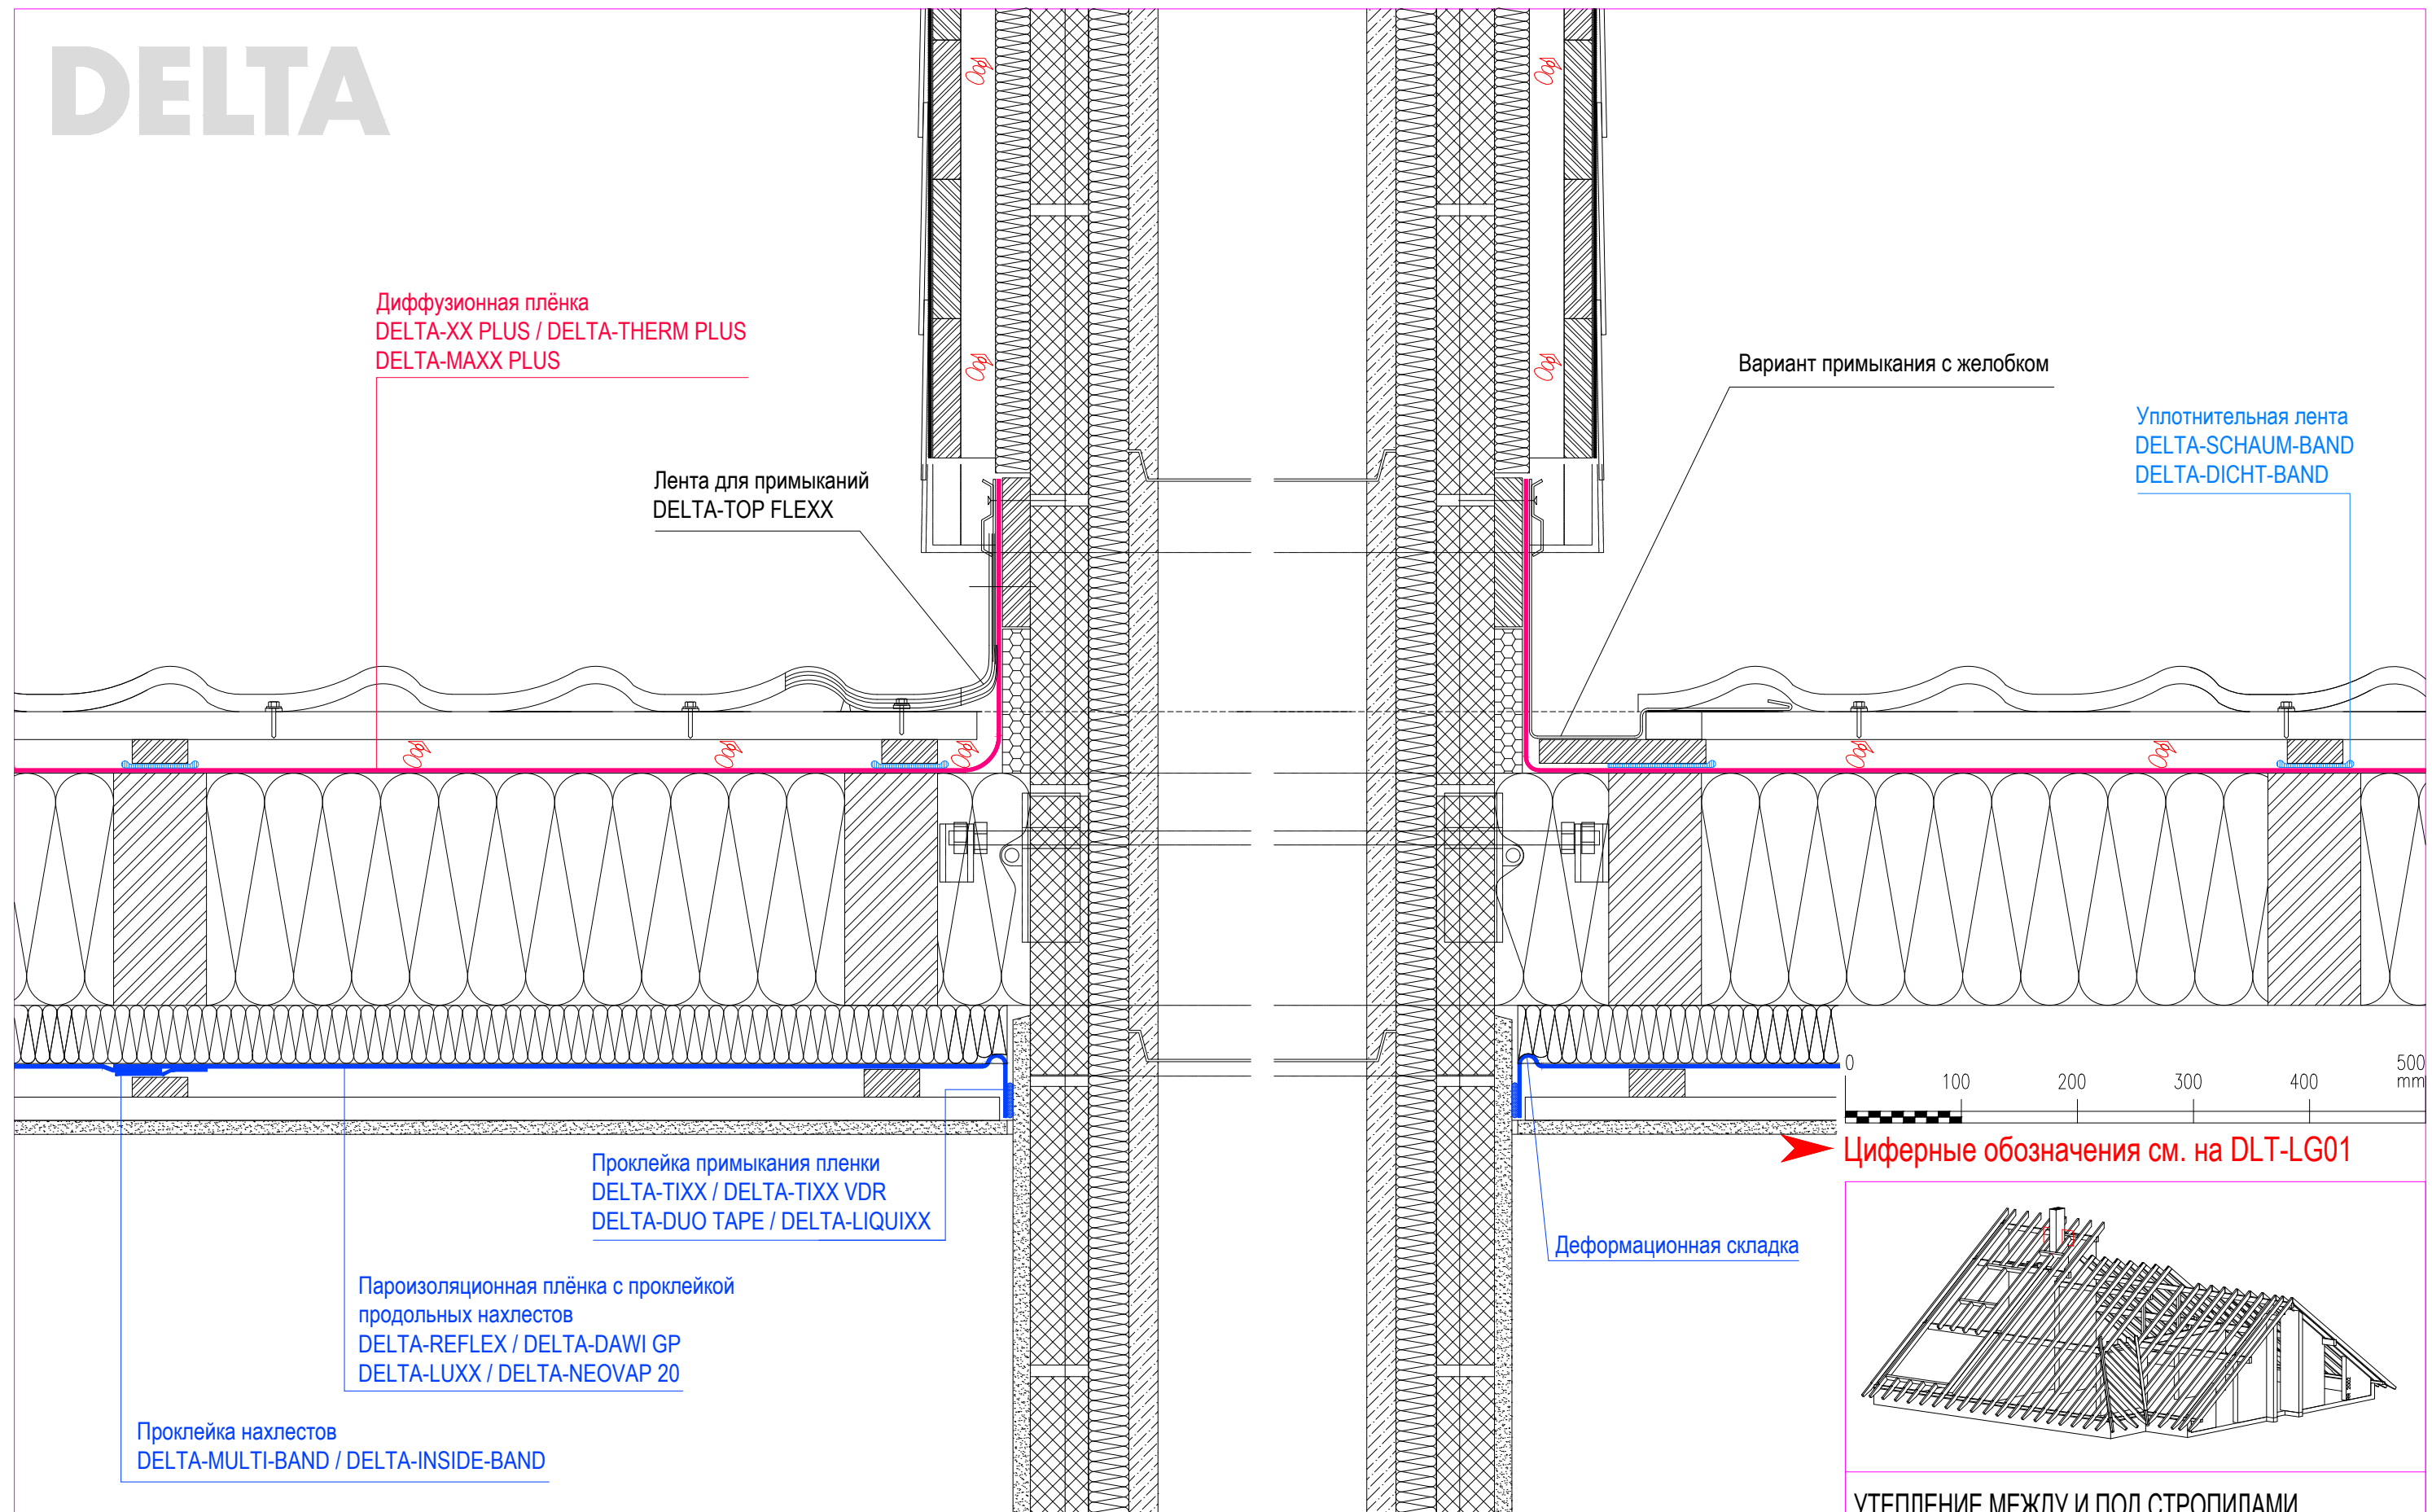 DELTA
Диффузионная плёнка
DELTA-XX PLUS / DELTA-THERM PLUS
DELTA-MAXX PLUS
Лента для примыканий
DELTA-TOP FLEXX
Вариант примыкания с желобком
Уплотнительная лента
DELTA-SCHAUM-BAND
DELTA-DICHT-BAND
0
100
200
300
400
500
mm
Циферные обозначения см. на DLT-LG01
Проклейка примыкания пленки
DELTA-TIXX / DELTA-TIXX VDR
DELTA-DUO TAPE / DELTA-LIQUIXX
Деформационная складка
Пароизоляционная плёнка с проклейкой
продольных нахлестов
DELTA-REFLEX / DELTA-DAWI GP
DELTA-LUXX / DELTA-NEOVAP 20
Проклейка нахлестов
DELTA-MULTI-BAND / DELTA-INSIDE-BAND
УТЕПЛЕНИЕ МЕЖДУ И ПОД СТРОПИЛАМИ